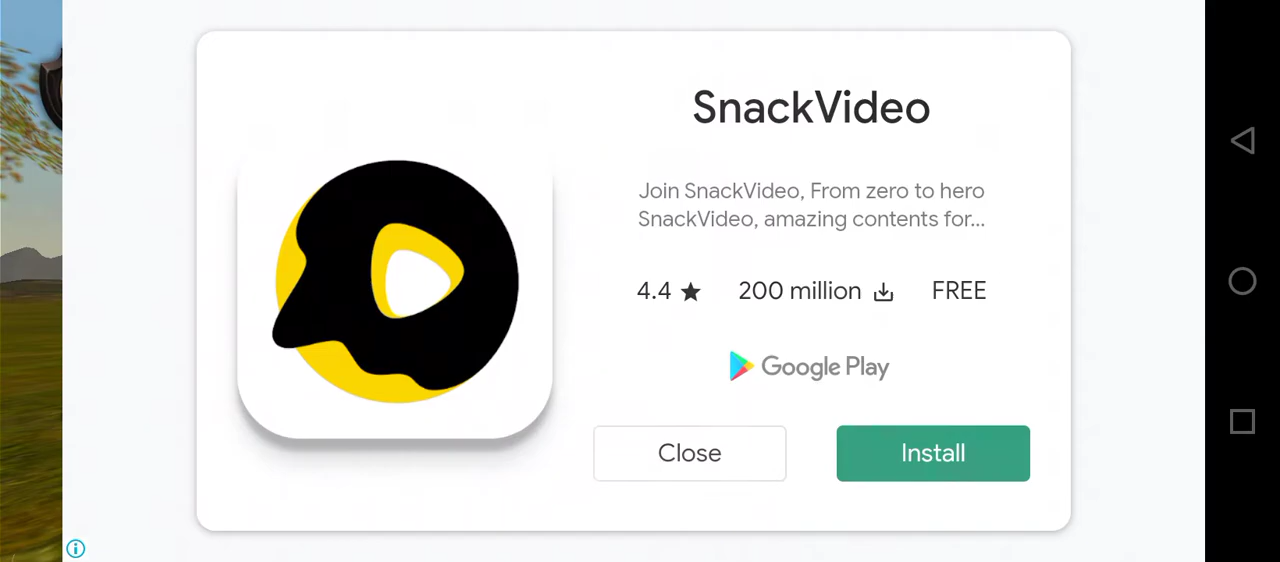 SnackVideo
Join SnackVideo, From zero to hero
SnackVideo, amazing contents for...
4.4 ★ 200 million FREE
Google Play
Close Install